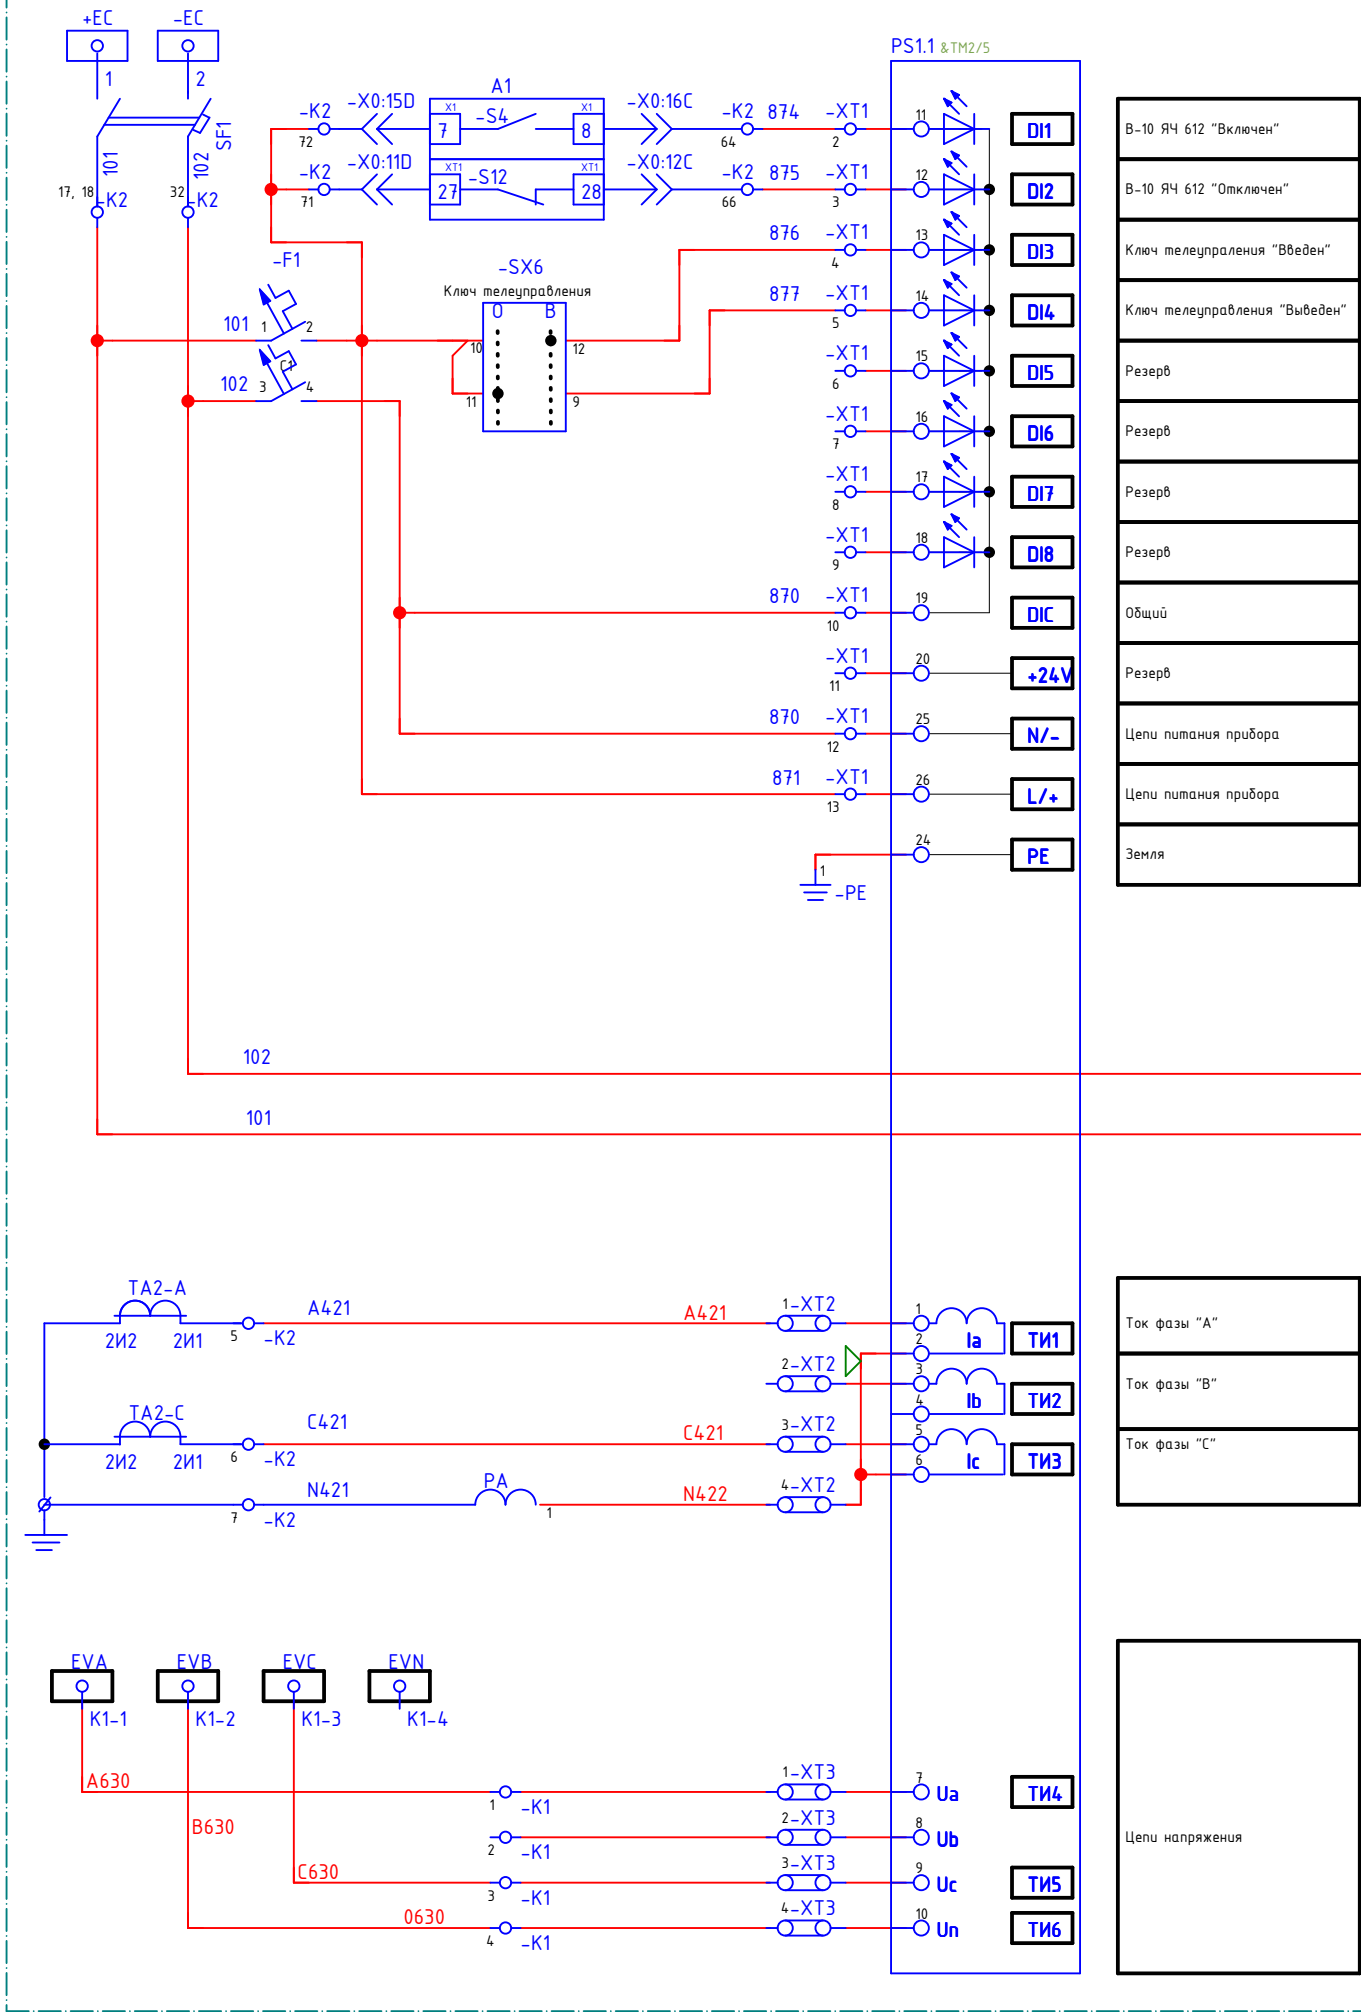 +EC
-EC
1
2
SF1
101
102
17, 18
-K2
32
-K2
-K2
72
-X0:15D
A1
X1
7
-S4
X1
8
-X0:16C
-K2
64
874
-XT1
2
-K2
71
-X0:11D
XT1
27
-S12
XT1
28
-X0:12C
-K2
66
875
-XT1
3
876
-XT1
4
877
-XT1
5
-XT1
6
-XT1
7
-XT1
8
-XT1
9
870
-XT1
10
-XT1
11
870
-XT1
12
871
-XT1
13
-F1
101
1
2
C1
102
3
4
-SX6
Ключ телеуправления
О
В
10
12
11
9
1
-PE
PS1.1 &TM2/5
11
DI1
В-10 ЯЧ 612 "Включен"
12
DI2
В-10 ЯЧ 612 "Отключен"
13
DI3
Ключ телеупраления "Введен"
14
DI4
Ключ телеуправления "Выведен"
15
DI5
Резерв
16
DI6
Резерв
17
DI7
Резерв
18
DI8
Резерв
19
DIC
Общий
20
+24V
Резерв
25
N/-
Цепи питания прибора
26
L/+
Цепи питания прибора
24
PE
Земля
102
101
TA2-A
2И2
2И1
5
-K2
A421
A421
1-XT2
1
2
Ia
ТИ1
Ток фазы "А"
2-XT2
3
4
Ib
ТИ2
Ток фазы "В"
TA2-C
2И2
2И1
6
-K2
C421
C421
3-XT2
5
6
Ic
ТИ3
Ток фазы "С"
7
-K2
N421
PA
1
N422
4-XT2
EVA
EVB
EVC
EVN
K1-1
K1-2
K1-3
K1-4
A630
1
-K1
1-XT3
7
Ua
ТИ4
B630
2
-K1
2-XT3
8
Ub
Цепи напряжения
C630
3
-K1
3-XT3
9
Uc
ТИ5
0630
4
-K1
4-XT3
10
Un
ТИ6